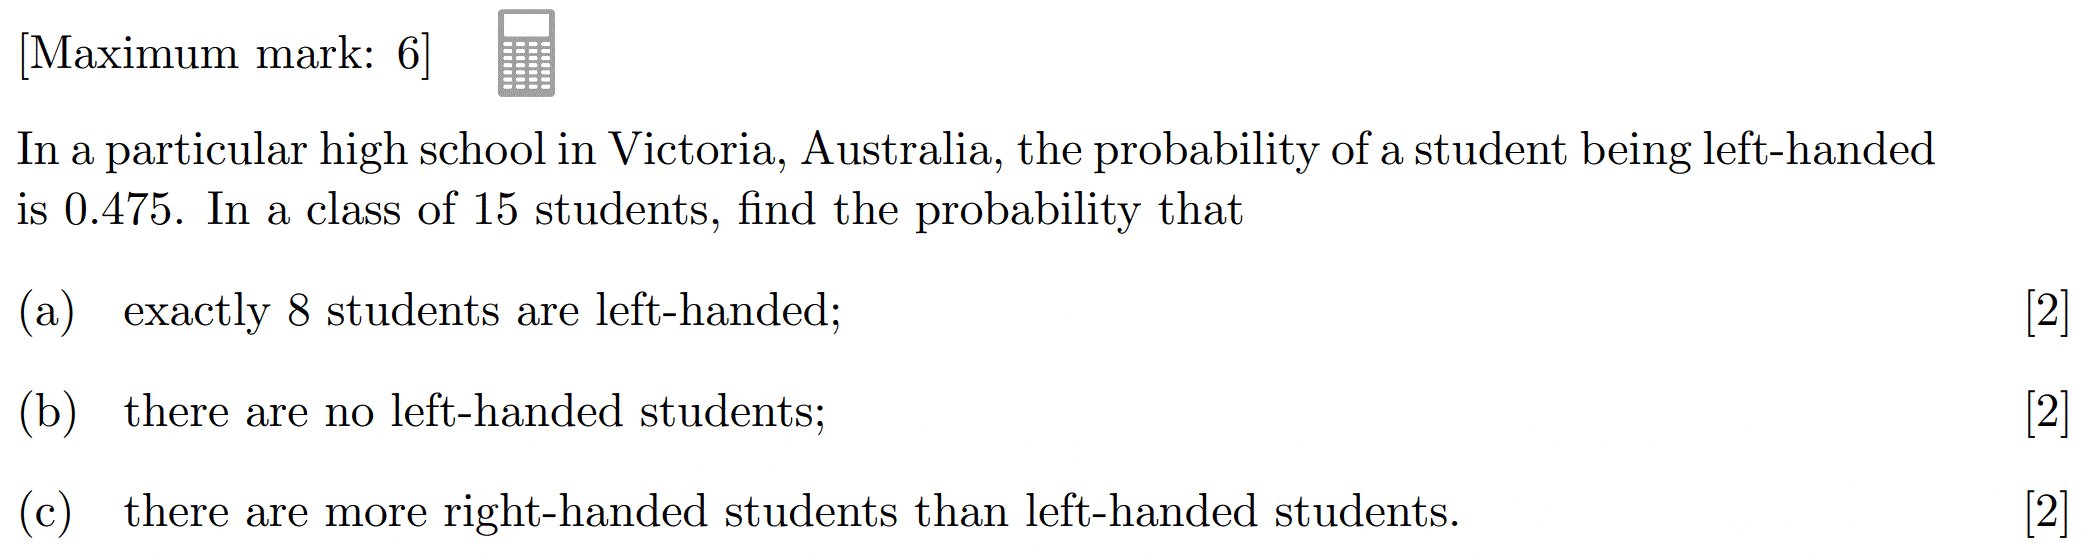 [Maximum mark: 6]
In a particular high school in Victoria, Australia, the probability of a student being left-handed
is 0.475. In a class of 15 students, find the probability that
(a) exactly 8 students are left-handed; [2]
(b) there are no left-handed students; [2]
(c) there are more right-handed students than left-handed students. [2]